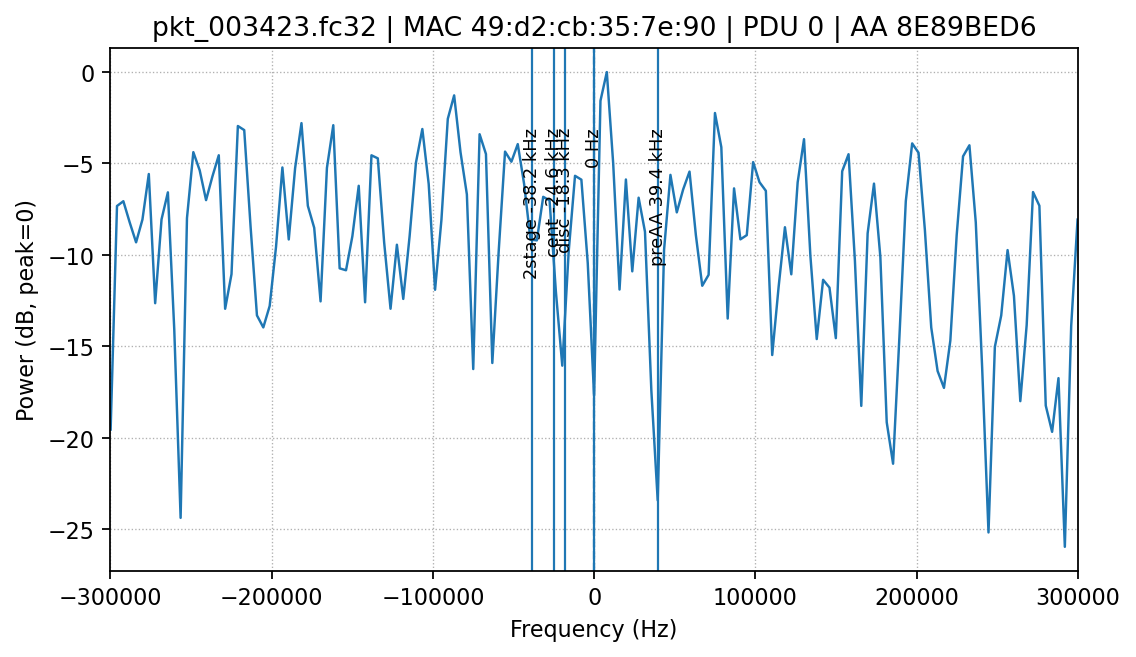 pkt_003423.fc32 | MAC 49:d2:cb:35:7e:90 | PDU 0 | AA 8E89BED6
Power (dB, peak=0)
0
−5
−10
−15
−20
−25
2stage -38.2 kHz
cent -24.6 kHz
disc -18.3 kHz
0 Hz
preAA 39.4 kHz
−300000
−200000
−100000
0
100000
200000
300000
Frequency (Hz)